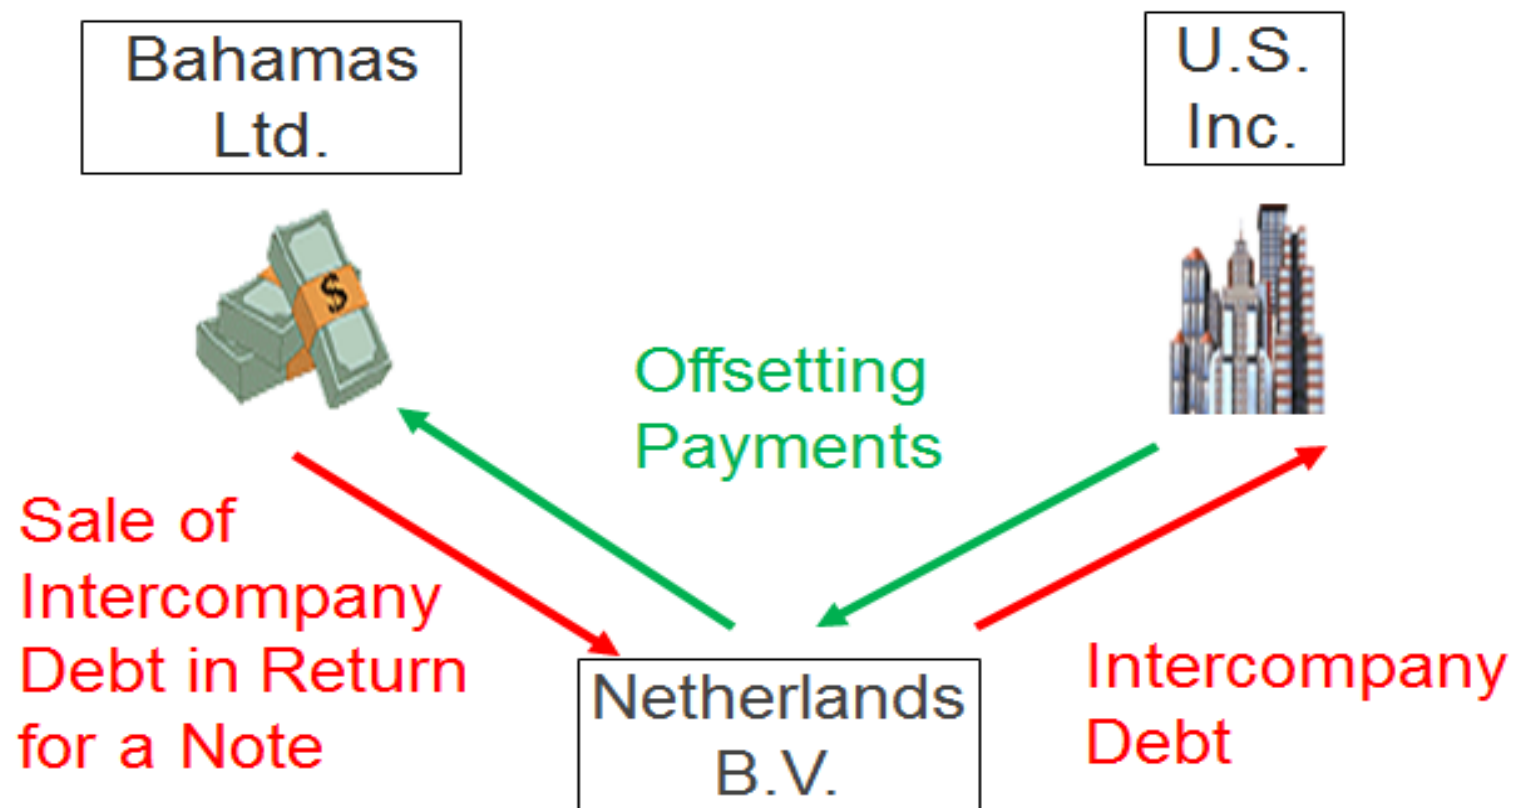 Bahamas
Ltd.
U.S.
Inc.
$
Offsetting
Payments
Sale of
Intercompany
Debt in Return
for a Note
Netherlands
B.V.
Intercompany
Debt